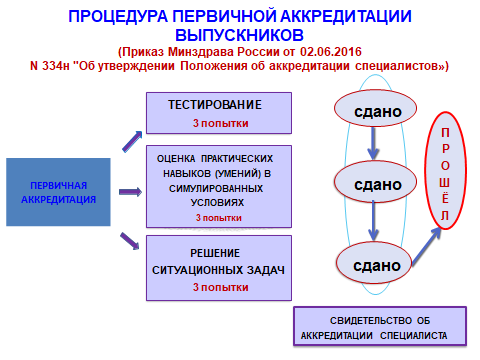 ПРОЦЕДУРА ПЕРВИЧНОЙ АККРЕДИТАЦИИ
ВЫПУСКНИКОВ
(Приказ Минздрава России от 02.06.2016
N 334н "Об утверждении Положения об аккредитации специалистов»)
ПЕРВИЧНАЯ
АККРЕДИТАЦИЯ
ТЕСТИРОВАНИЕ
3 попытки
ОЦЕНКА ПРАКТИЧЕСКИХ
НАВЫКОВ (УМЕНИЙ) В
СИМУЛИРОВАННЫХ
УСЛОВИЯХ
3 попытки
РЕШЕНИЕ
СИТУАЦИОННЫХ ЗАДАЧ
3 попытки
сдано
сдано
сдано
П
Р
О
Ш
Ё
Л
СВИДЕТЕЛЬСТВО ОБ
АККРЕДИТАЦИИ СПЕЦИАЛИСТА